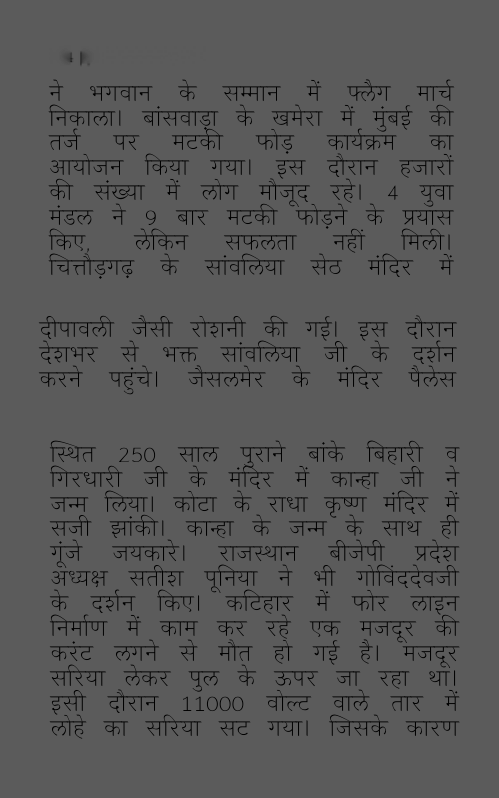 ने भगवान के सम्मान में फ्लैग मार्च
निकाला। बांसवाड़ा के खमेरा में मुंबई की
तर्ज पर मटकी फोड़ कार्यक्रम का
आयोजन किया गया। इस दौरान हजारों
की संख्या में लोग मौजूद रहे। 4 युवा
मंडल ने 9 बार मटकी फोड़ने के प्रयास
किए, लेकिन सफलता नहीं मिली।
चित्तौड़गढ़ के सांवलिया सेठ मंदिर में
दीपावली जैसी रोशनी की गई। इस दौरान
देशभर से भक्त सांवलिया जी के दर्शन
करने पहुंचे। जैसलमेर के मंदिर पैलेस
स्थित 250 साल पुराने बांके बिहारी व
गिरधारी जी के मंदिर में कान्हा जी ने
जन्म लिया। कोटा के राधा कृष्ण मंदिर में
सजी झांकी। कान्हा के जन्म के साथ ही
गूंजे जयकारे। राजस्थान बीजेपी प्रदेश
अध्यक्ष सतीश पूनिया ने भी गोविंददेवजी
के दर्शन किए। कटिहार में फोर लाइन
निर्माण में काम कर रहे एक मजदूर की
करंट लगने से मौत हो गई है। मजदूर
सरिया लेकर पुल के ऊपर जा रहा था।
इसी दौरान 11000 वोल्ट वाले तार में
लोहे का सरिया सट गया। जिसके कारण